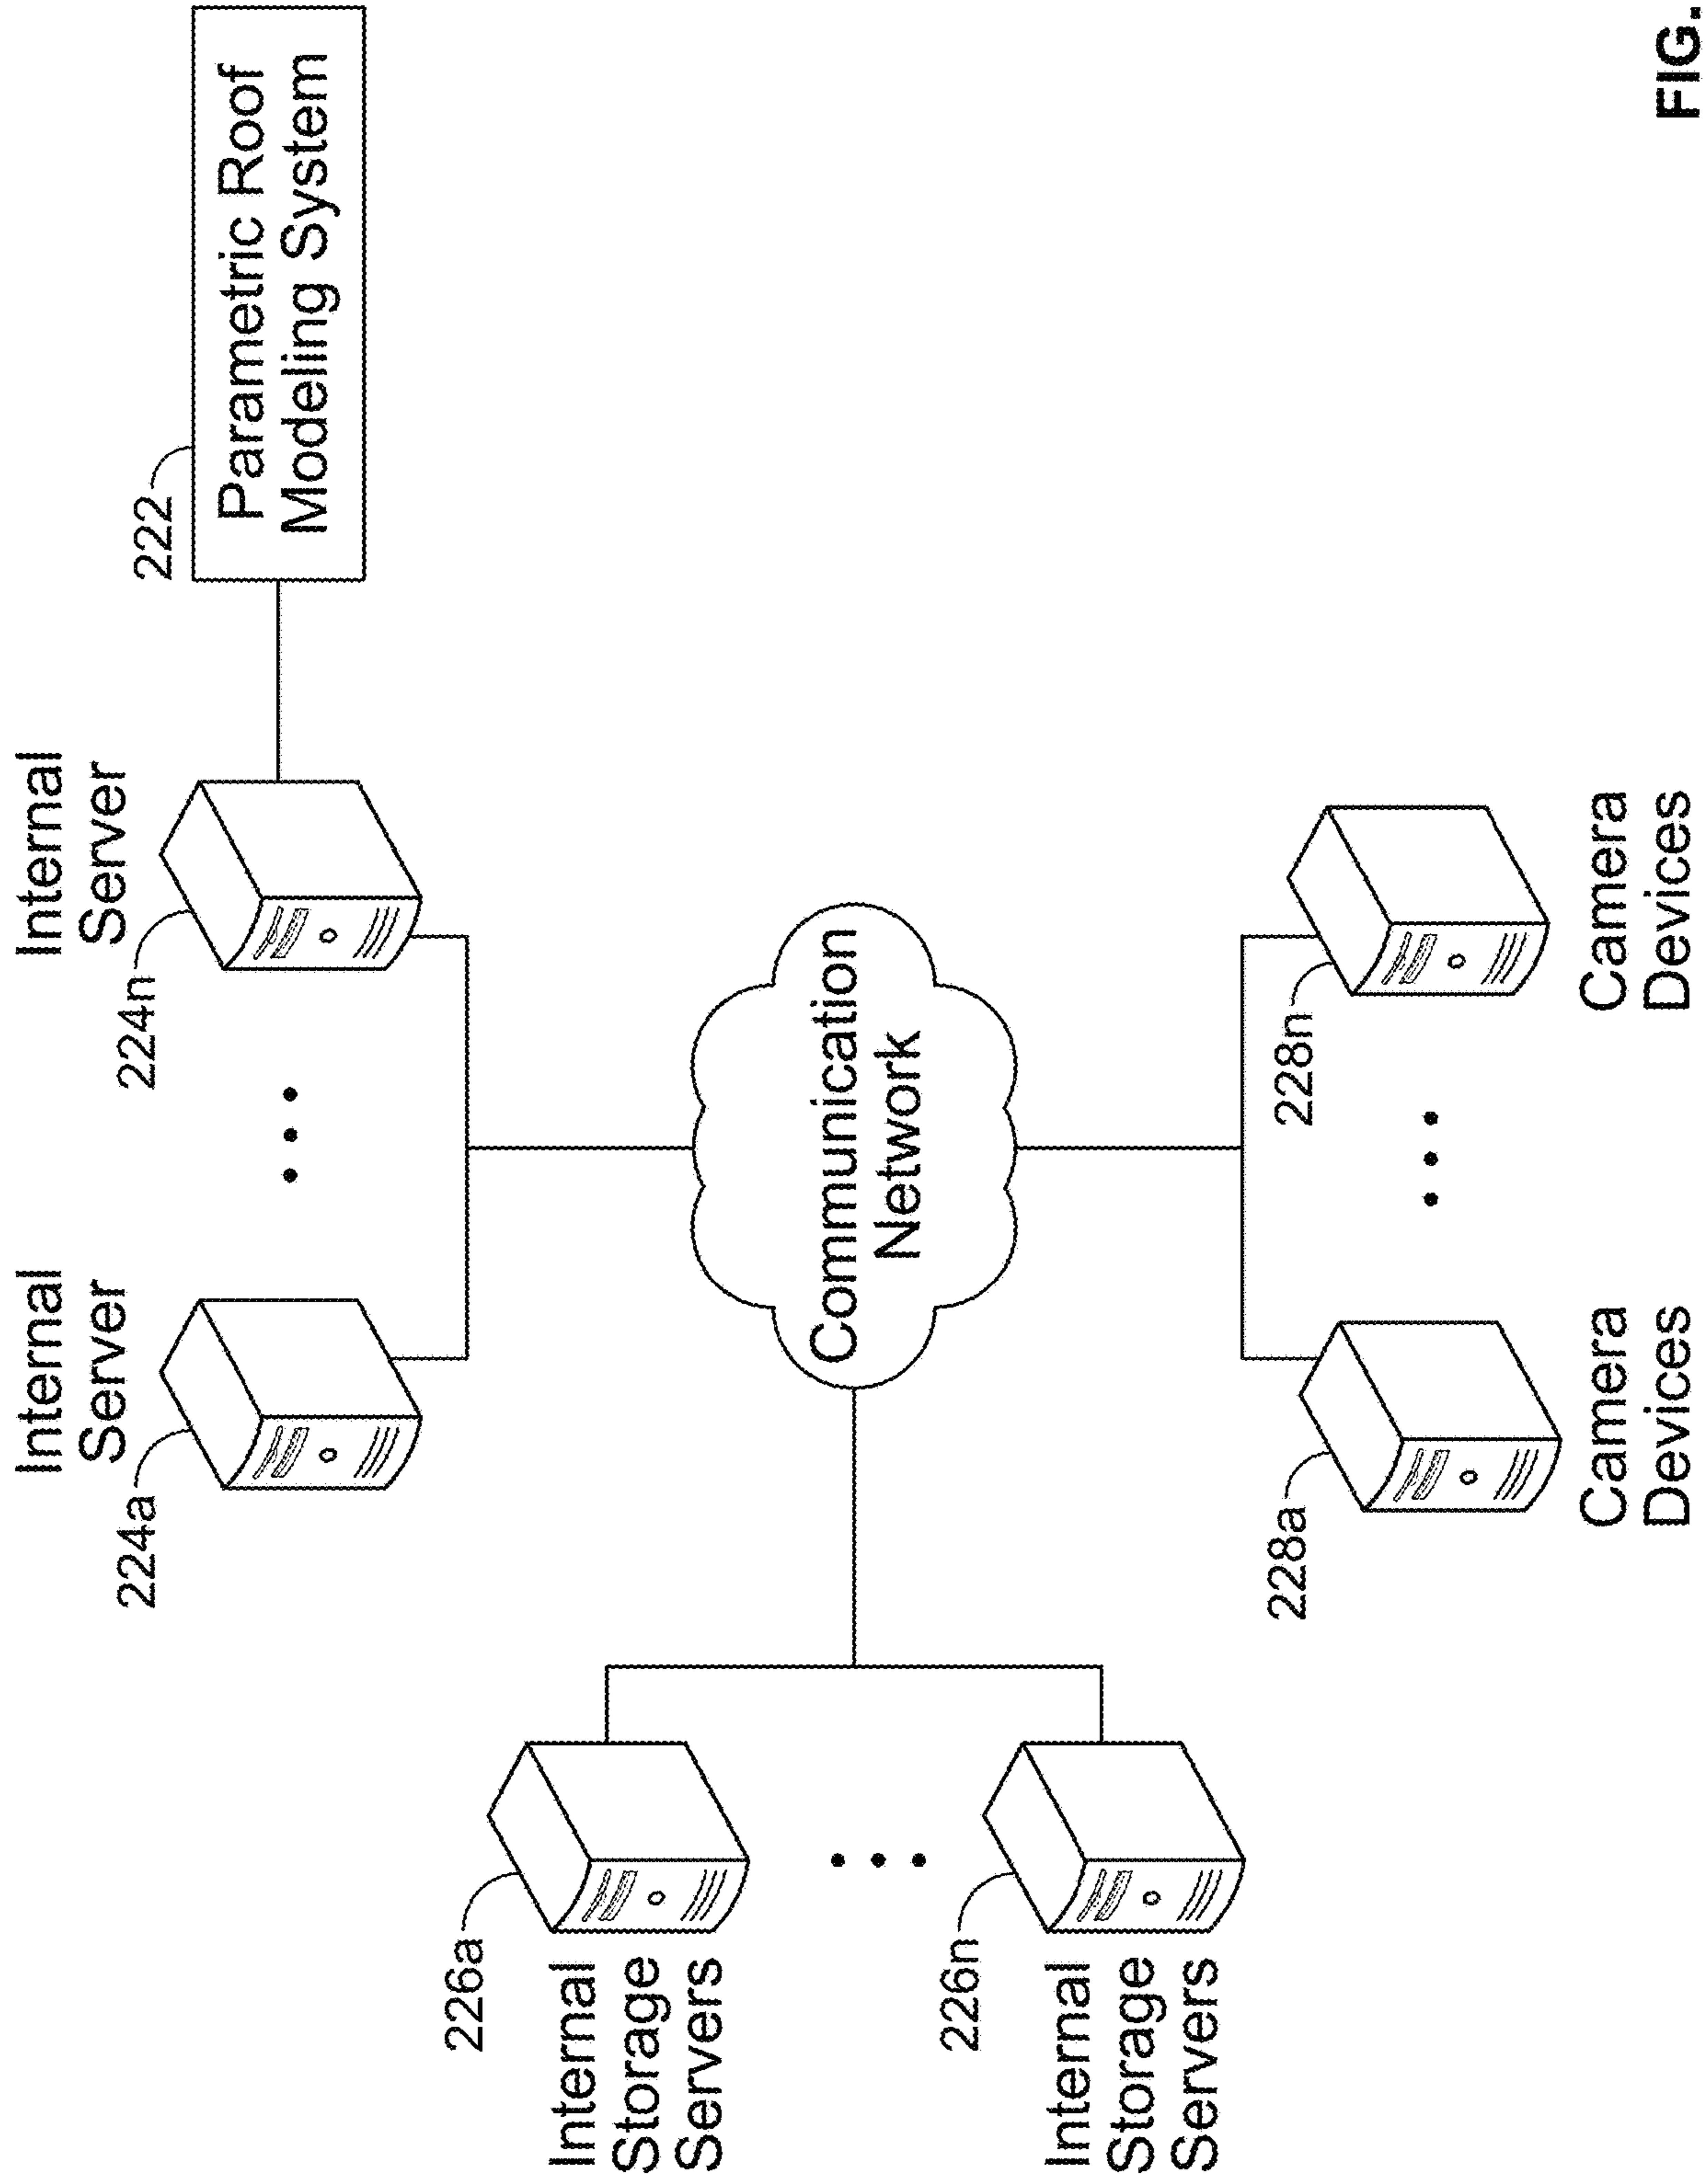 Internal
Server
224a
Internal
Server
224n
222
Parametric Roof
Modeling System
226a
Internal
Storage
Servers
Communication
Network
226n
Internal
Storage
Servers
228a
Camera
Devices
228n
Camera
Devices
FIG.